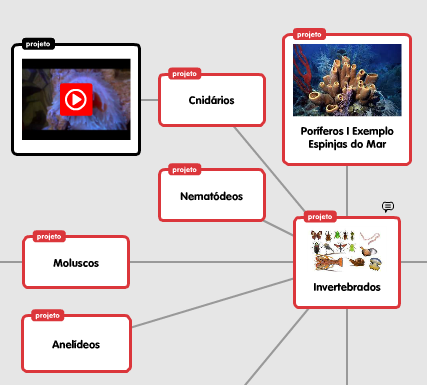 projeto
projeto
Poríferos | Exemplo
Espinjas do Mar
projeto
Cnidários
projeto
Nematódeos
projeto
Invertebrados
projeto
Moluscos
projeto
Anelídeos